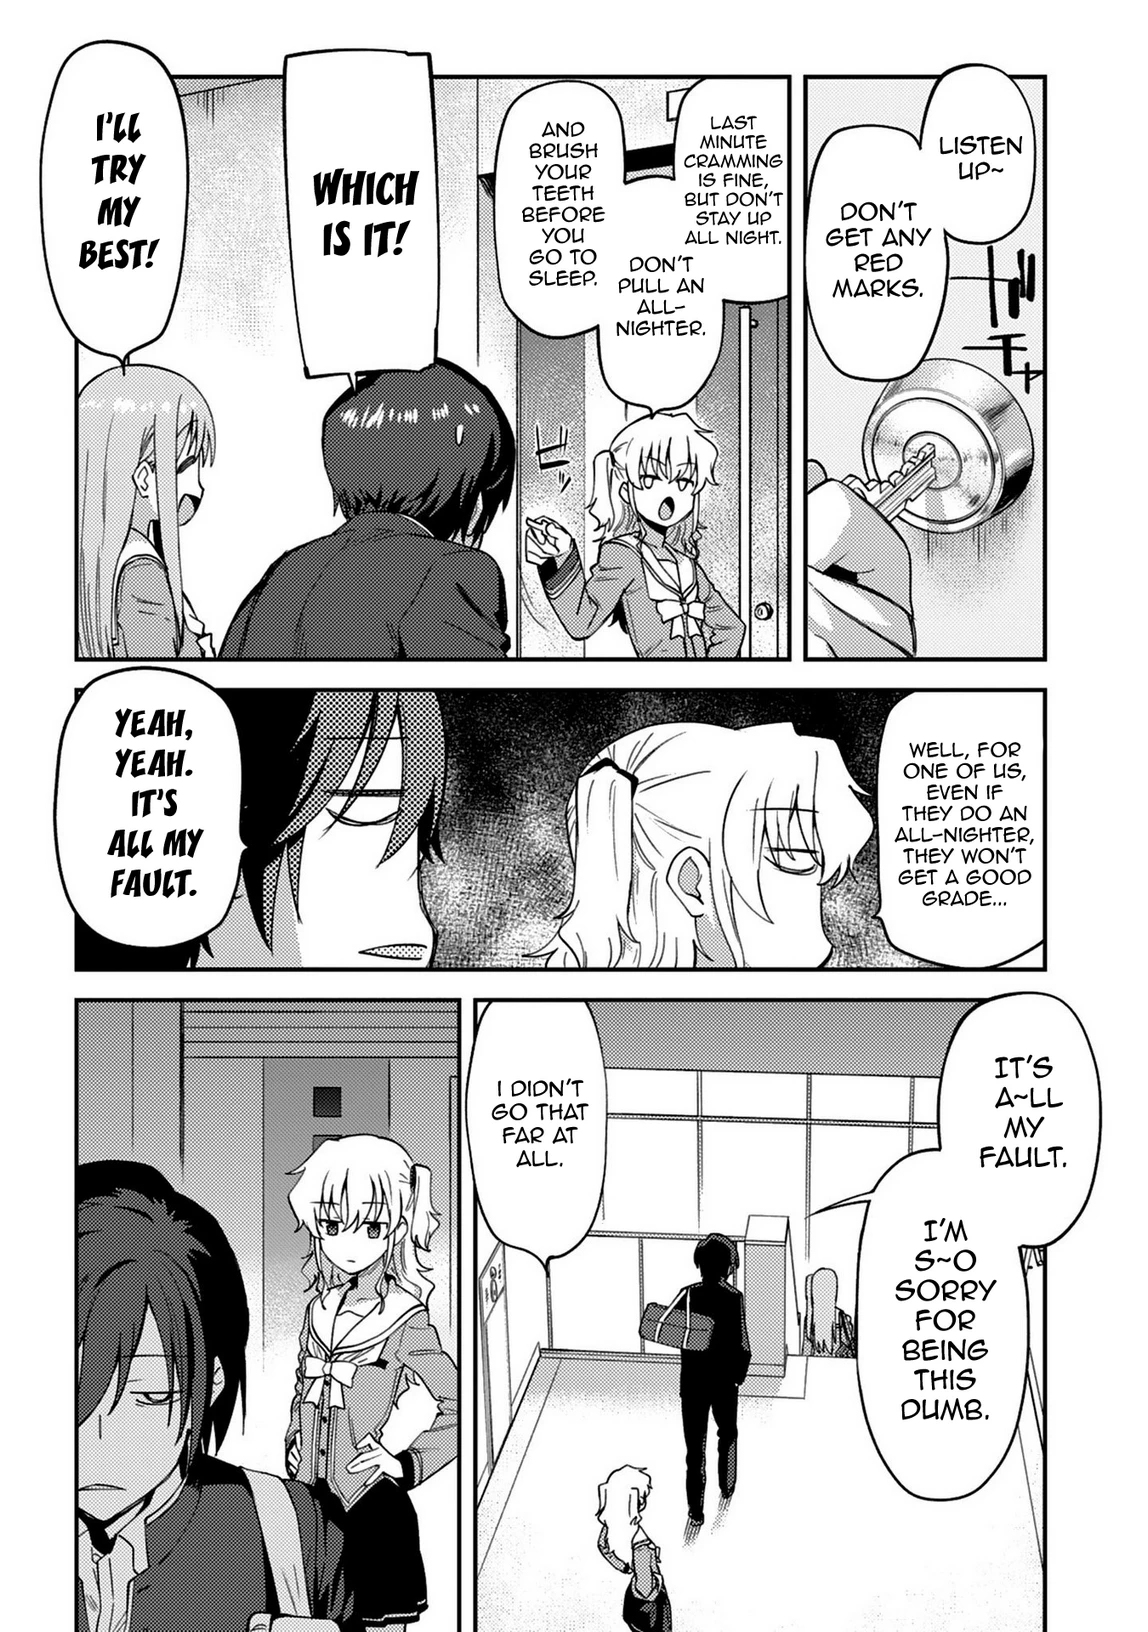 LISTEN
UP~
DON'T
GET ANY
RED
MARKS.
LAST
MINUTE
CRAMMING
IS FINE,
BUT DON'T
STAY UP
ALL NIGHT.
DON'T
PULL AN
ALL-
NIGHTER.
AND
BRUSH
YOUR
TEETH
BEFORE
YOU
GO TO
SLEEP.
WHICH
IS IT!
I'LL
TRY
MY
BEST!
WELL, FOR
ONE OF US,
EVEN IF
THEY DO AN
ALL-NIGHTER,
THEY WON'T
GET A GOOD
GRADE...
YEAH,
YEAH.
IT'S
ALL MY
FAULT.
IT'S
A~LL
MY
FAULT.
I'M
S~O
SORRY
FOR
BEING
THIS
DUMB.
I DIDN'T
GO THAT
FAR AT
ALL.